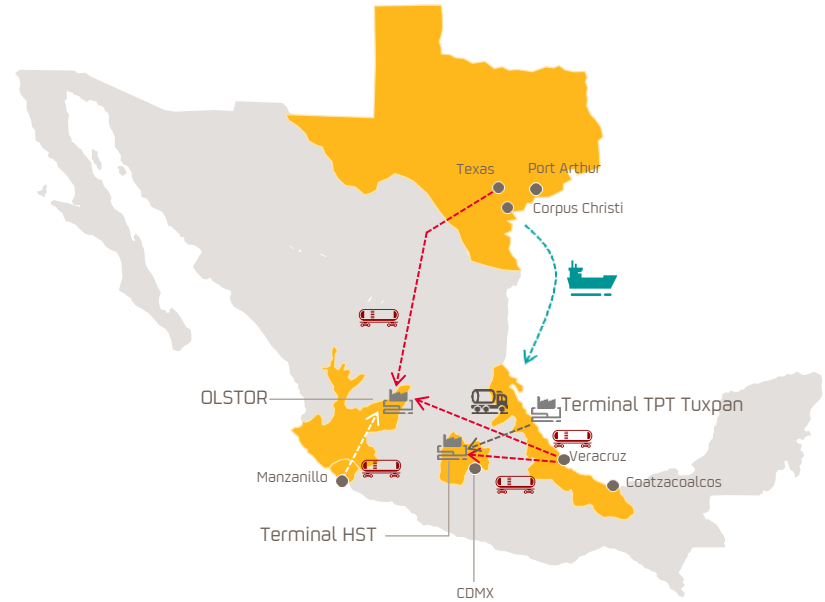 Texas
Port Arthur
Corpus Christi
OLSTOR
Terminal TPT Tuxpan
Veracruz
Manzanillo
Coatzacoalcos
Terminal HST
CDMX